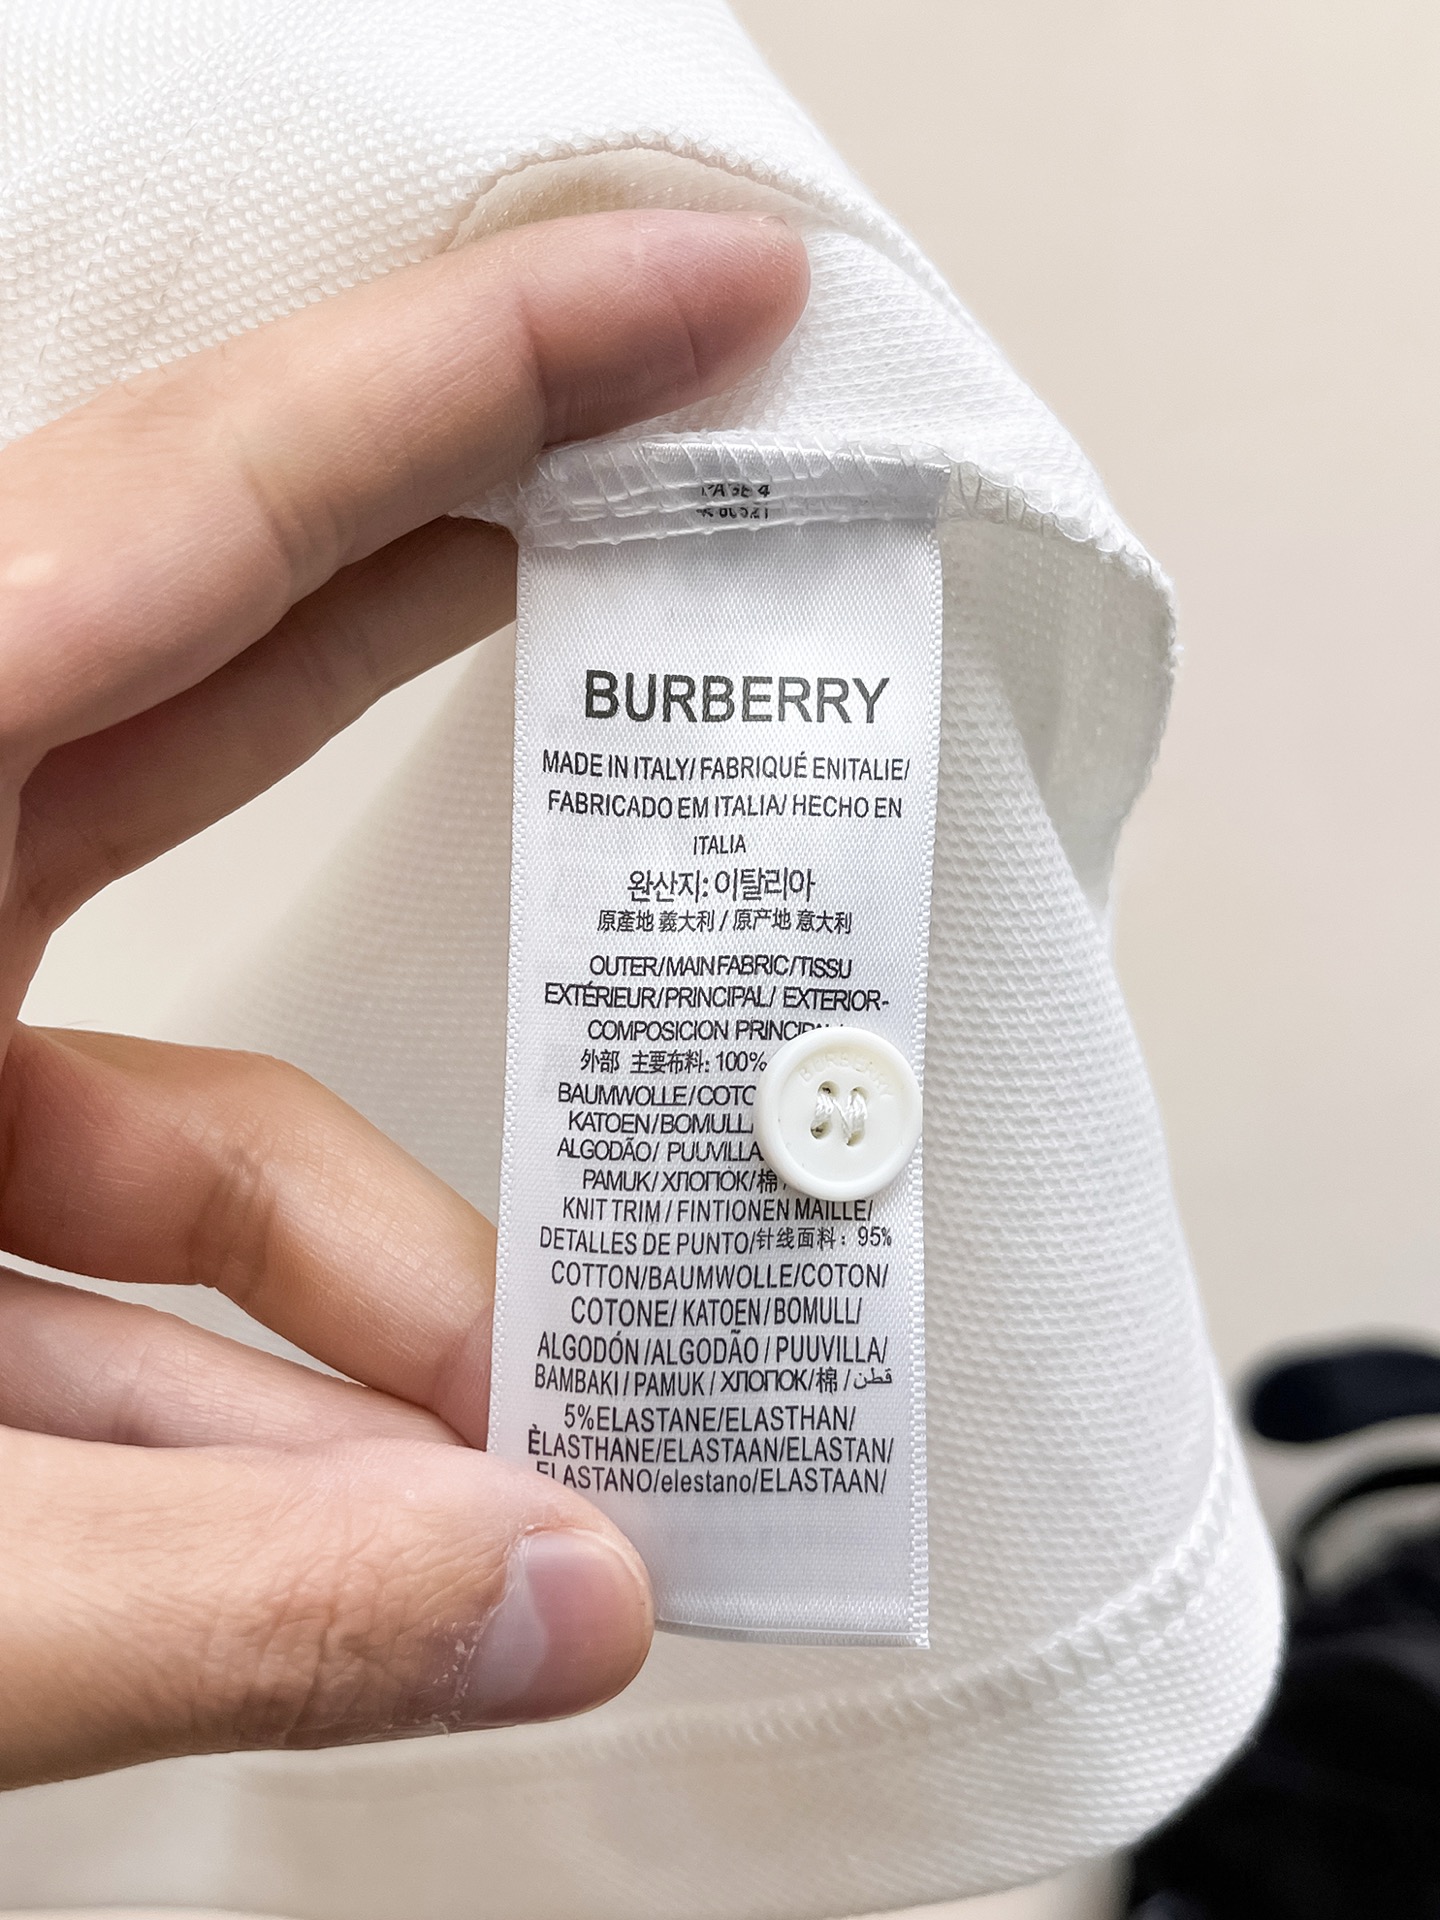 PAGE 4
BURBERRY
MADE IN ITALY/ FABRIQUÉ ENITALIE/
FABRICADO EM ITALIA/ HECHO EN
ITALIA
완산지: 이탈리아
原產地 義大利 / 原产地 意大利
OUTER/MAIN FABRIC/TISSU
EXTÉRIEUR/PRINCIPAL/ EXTERIOR-
COMPOSICION PRINCIPAL/
外部 主要布料: 100%
BAUMWOLLE/COTO
KATOEN/BOMULL/
ALGODÃO/ PUUVILLA
PAMUK/ ХЛОПОК/棉/
BURBERRY
KNIT TRIM / FINTIONEN MAILLE/
DETALLES DE PUNTO/针线面料: 95%
COTTON/BAUMWOLLE/COTON/
COTONE/ KATOEN/BOMULL/
ALGODÓN /ALGODÃO / PUUVILLA/
BAMBAKI / PAMUK / ХЛОПОК/棉 / قطن
5%ELASTANE/ELASTHAN/
ÈLASTHANE/ELASTAAN/ELASTAN/
ELASTANO/elestano/ELASTAAN/